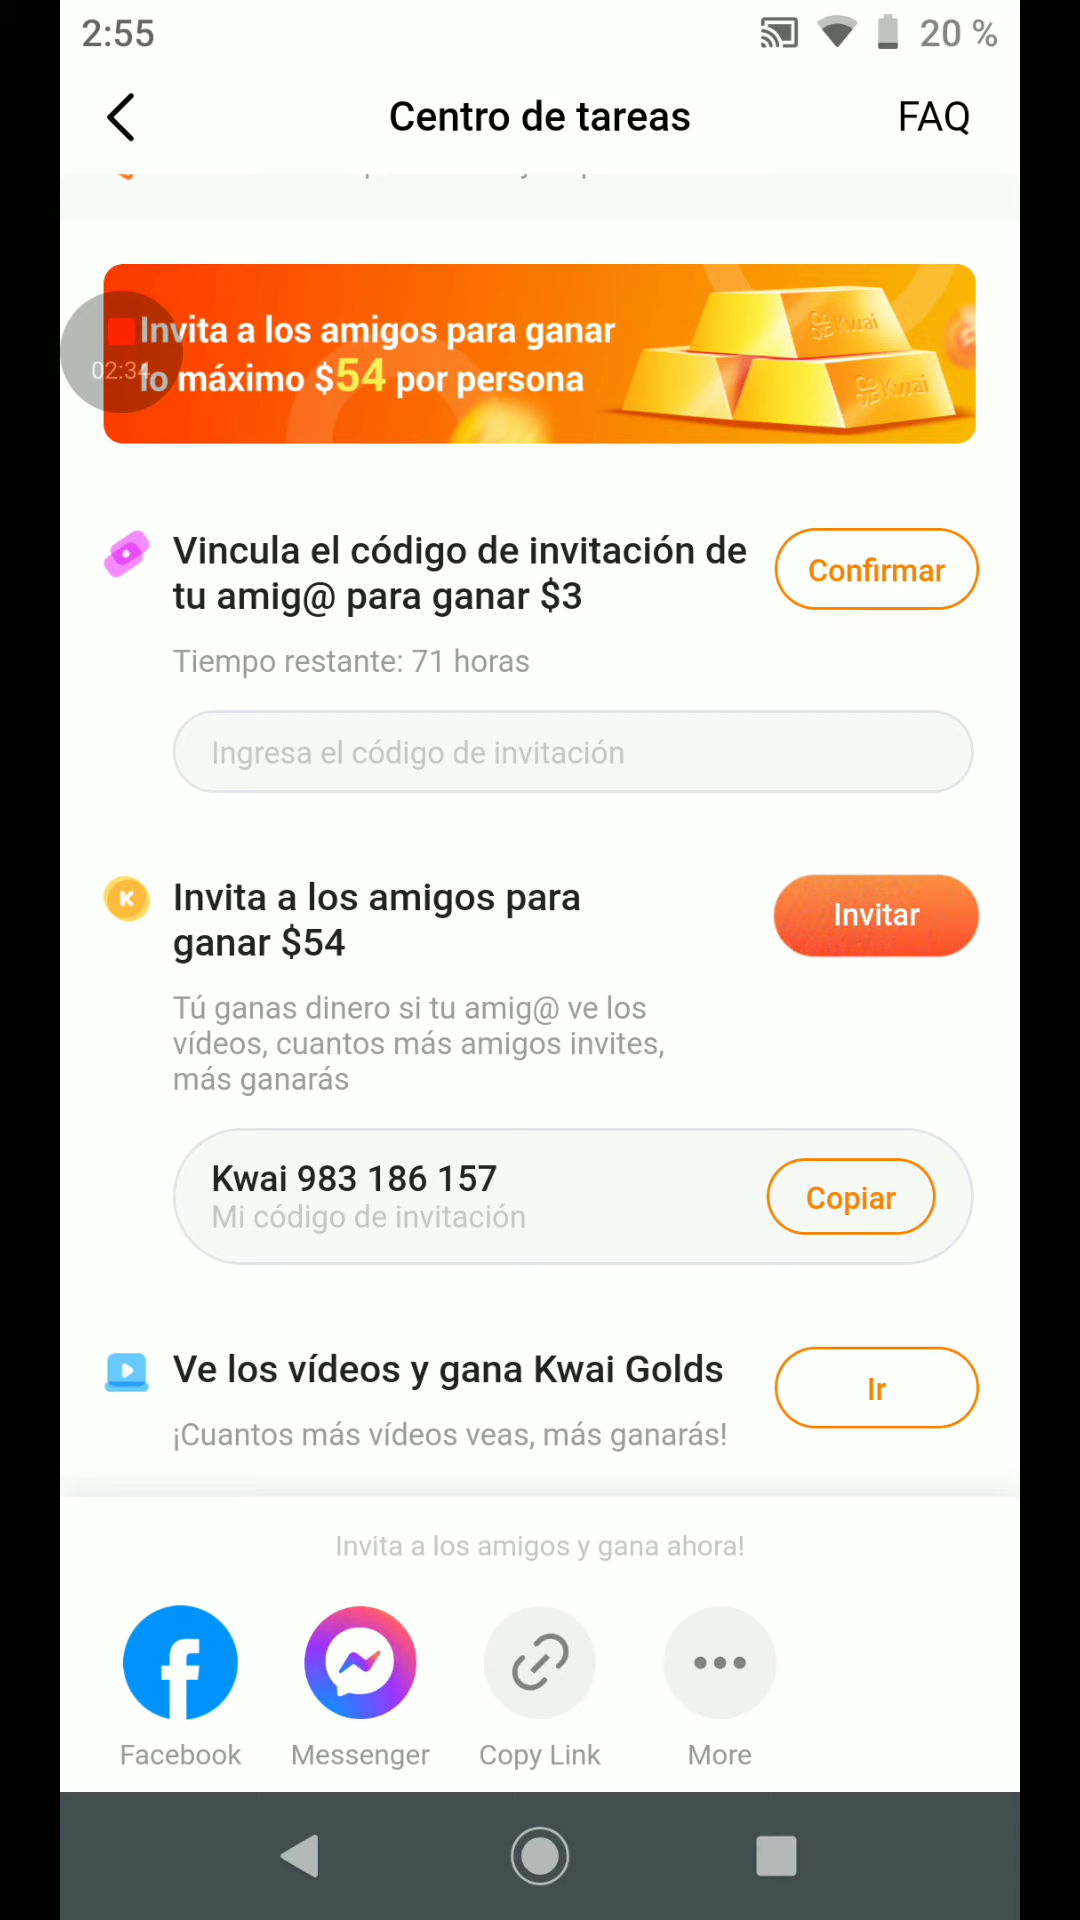 2:55
20 %
Centro de tareas
FAQ
Invita a los amigos para ganar
lo máximo $54 por persona
Kwai
Kwai
02:34
Vincula el código de invitación de
tu amig@ para ganar $3
Confirmar
Tiempo restante: 71 horas
Ingresa el código de invitación
Invita a los amigos para
ganar $54
Invitar
Tú ganas dinero si tu amig@ ve los
vídeos, cuantos más amigos invites,
más ganarás
Kwai 983 186 157
Mi código de invitación
Copiar
Ve los vídeos y gana Kwai Golds
Ir
¡Cuantos más vídeos veas, más ganarás!
Invita a los amigos y gana ahora!
Facebook
Messenger
Copy Link
More